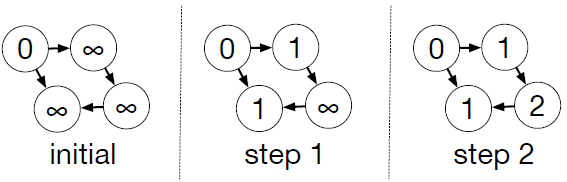 0 ∞
∞ ∞
initial
0 1
1 ∞
step 1
0 1
1 2
step 2